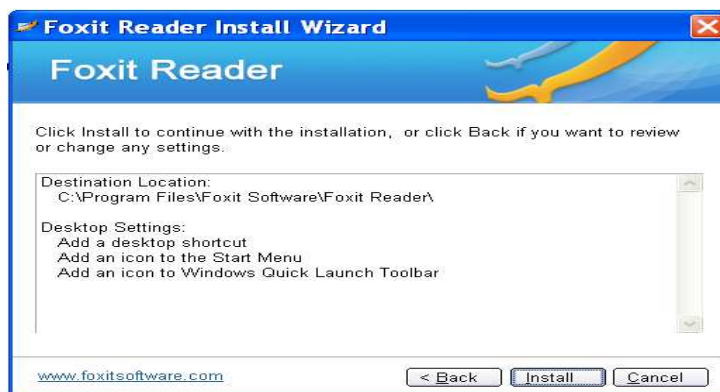 Foxit Reader Install Wizard
Foxit Reader
Click Install to continue with the installation, or click Back if you want to review
or change any settings.
Destination Location:
C:\Program Files\Foxit Software\Foxit Reader\
Desktop Settings:
Add a desktop shortcut
Add an icon to the Start Menu
Add an icon to Windows Quick Launch Toolbar
www.foxitsoftware.com
< Back
Install
Cancel